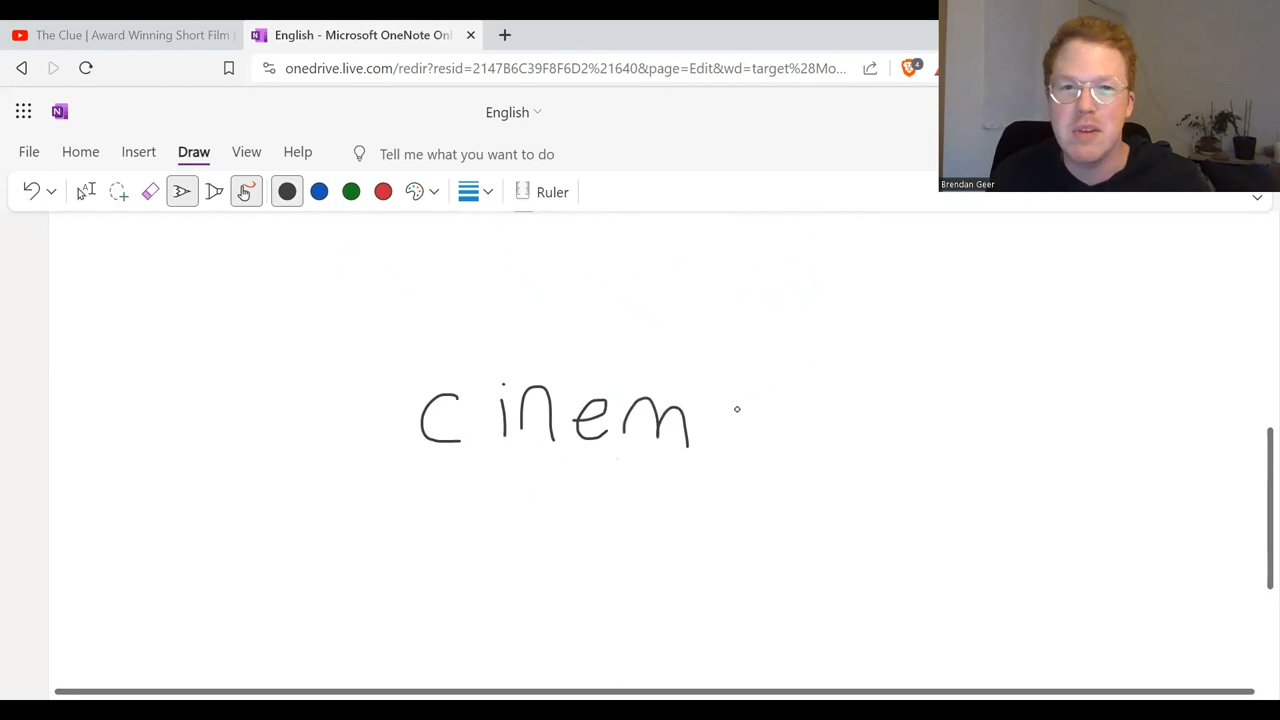 The Clue | Award Winning Short Film |
English - Microsoft OneNote Onl
onedrive.live.com/redir?resid=2147B6C39F8F6D2%21640&page=Edit&wd=target%28Mo...
4
N
English
File Home Insert Draw View Help Tell me what you want to do
Ruler
Brendan Geer
cinem